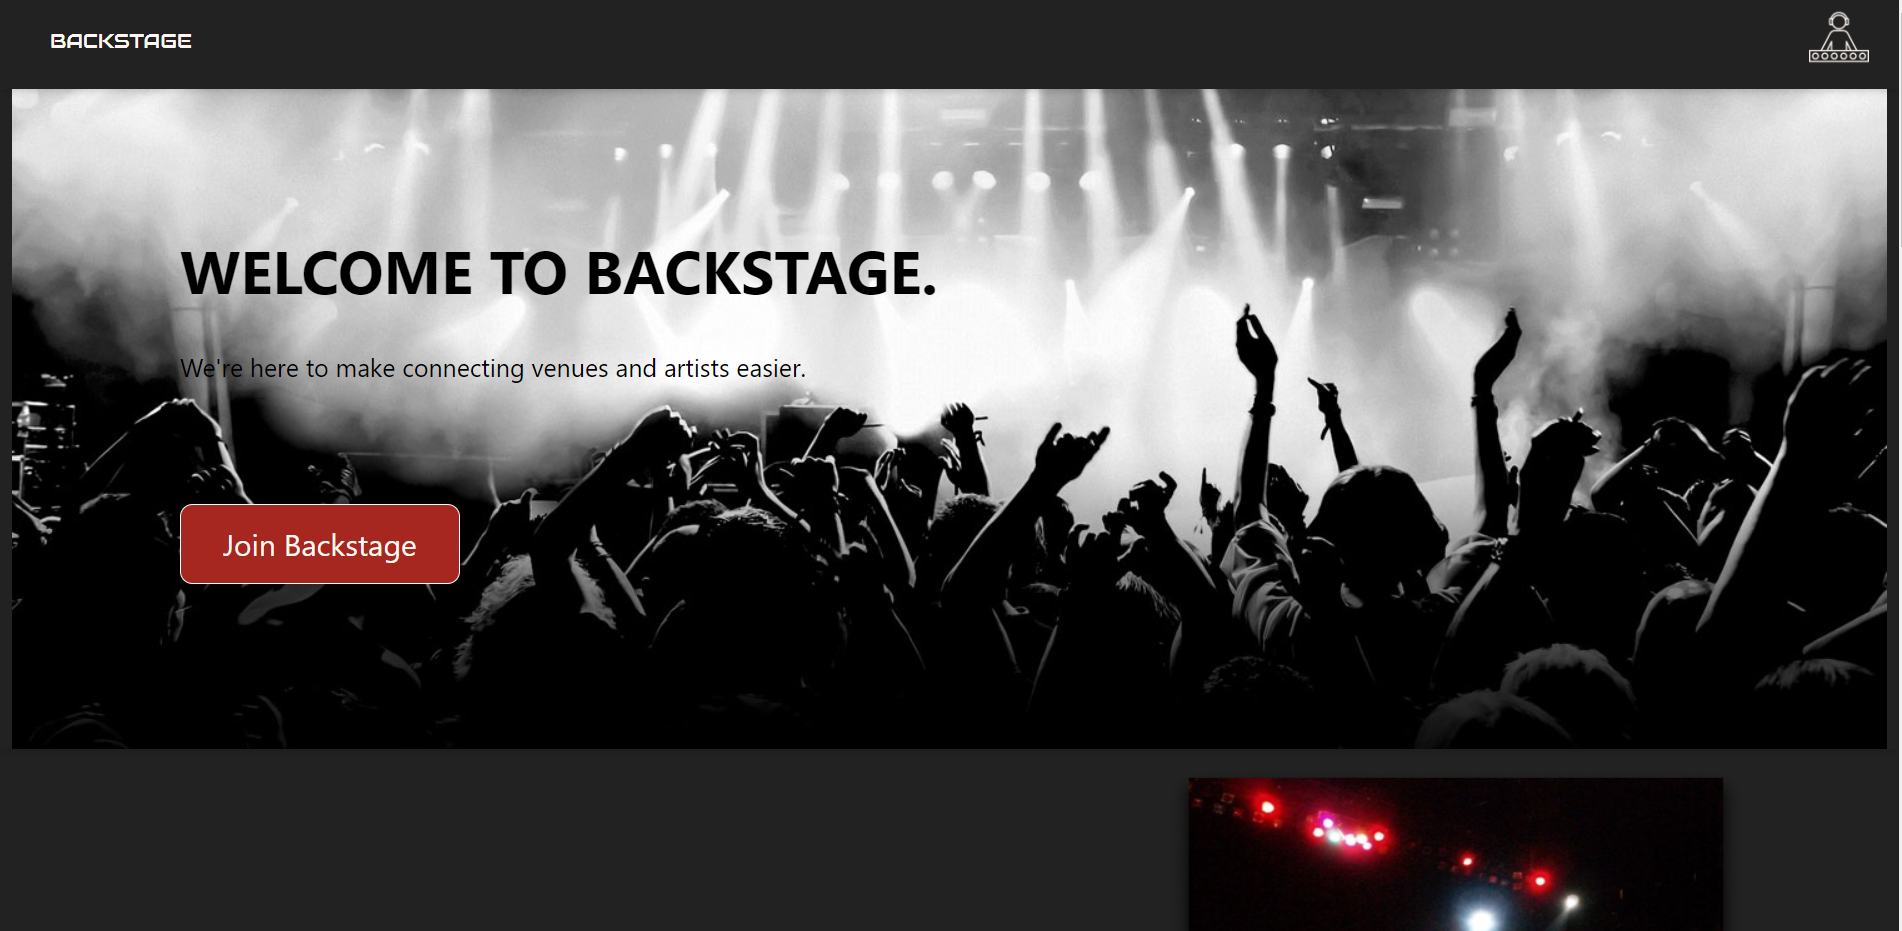 BACKSTAGE
WELCOME TO BACKSTAGE.
We're here to make connecting venues and artists easier.
Join Backstage